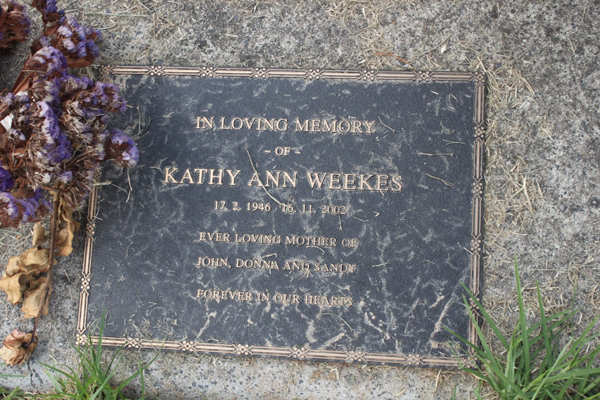 IN LOVING MEMORY
~ OF ~
KATHY ANN WEEKES
17. 2. 1946 16. 11. 2002
EVER LOVING MOTHER OF
JOHN, DONNA AND SANDY
FOREVER IN OUR HEARTS